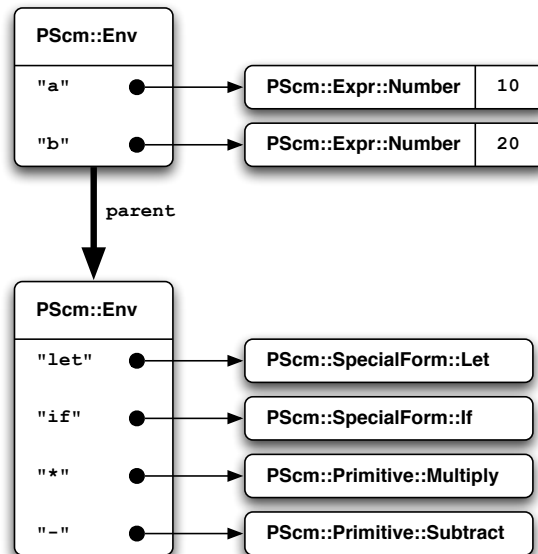 PScm::Env
"a" PScm::Expr::Number 10
"b" PScm::Expr::Number 20
parent
PScm::Env
"let" PScm::SpecialForm::Let
"if" PScm::SpecialForm::If
"*" PScm::Primitive::Multiply
"-" PScm::Primitive::Subtract